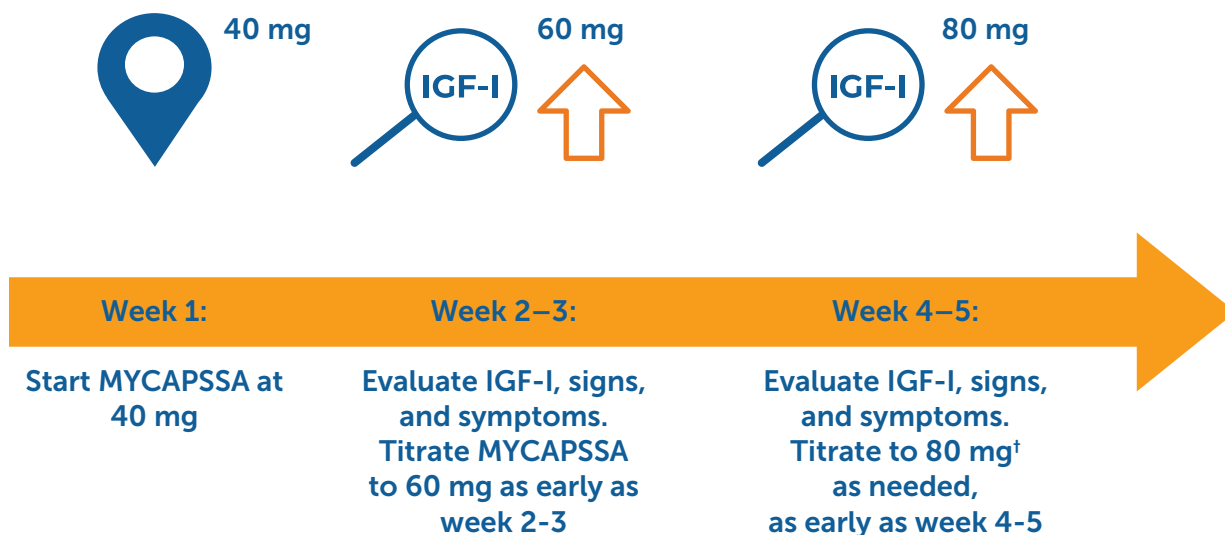 40 mg
IGF-I
60 mg
IGF-I
80 mg
Week 1:
Week 2–3:
Week 4–5:
Start MYCAPSSA at
40 mg
Evaluate IGF-I, signs,
and symptoms.
Titrate MYCAPSSA
to 60 mg as early as
week 2-3
Evaluate IGF-I, signs,
and symptoms.
Titrate to 80 mg†
as needed,
as early as week 4-5